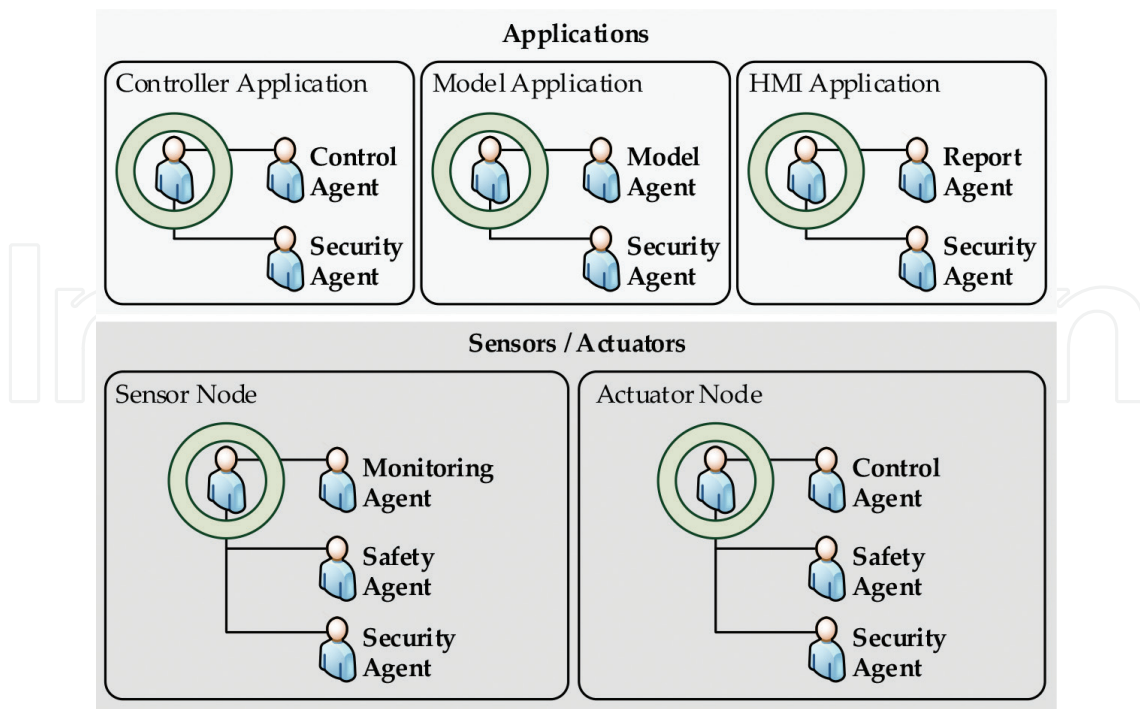 Applications
Controller Application
Control
Agent
Security
Agent
Model Application
Model
Agent
Security
Agent
HMI Application
Report
Agent
Security
Agent
Sensors / Actuators
Sensor Node
Monitoring
Agent
Safety
Agent
Security
Agent
Actuator Node
Control
Agent
Safety
Agent
Security
Agent